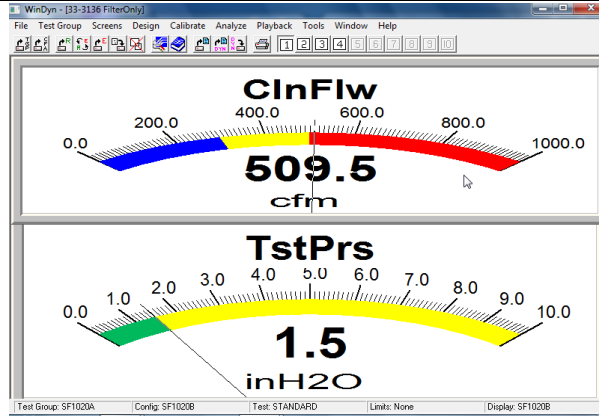 WinDyn - [33-3136 FilterOnly]
File Test Group Screens Design Calibrate Analyze Playback Tools Window Help
1 2 3 4 5 6 7 8 9 10
ClnFlw
0.0 200.0 400.0 600.0 800.0 1000.0
509.5
cfm
TstPrs
0.0 1.0 2.0 3.0 4.0 5.0 6.0 7.0 8.0 9.0 10.0
1.5
inH2O
Test Group: SF1020A Config: SF1020B Test: STANDARD Limits: None Display: SF1020B